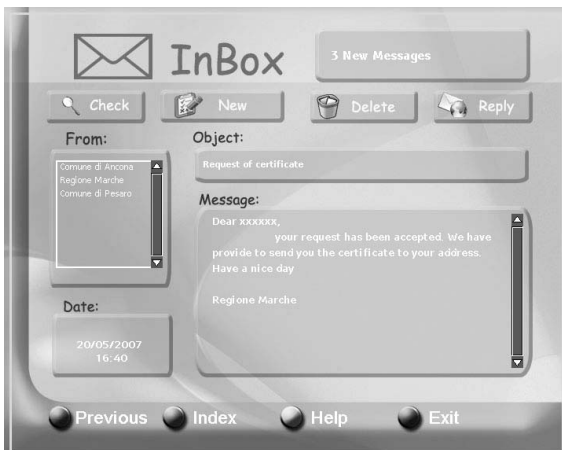 InBox
3 New Messages
Check
New
Delete
Reply
From:
Comune di Ancona
Regione Marche
Comune di Pesaro
Object:
Request of certificate
Message:
Dear xxxxxx,
your request has been accepted. We have
provide to send you the certificate to your address.
Have a nice day
Regione Marche
Date:
20/05/2007
16:40
Previous
Index
Help
Exit